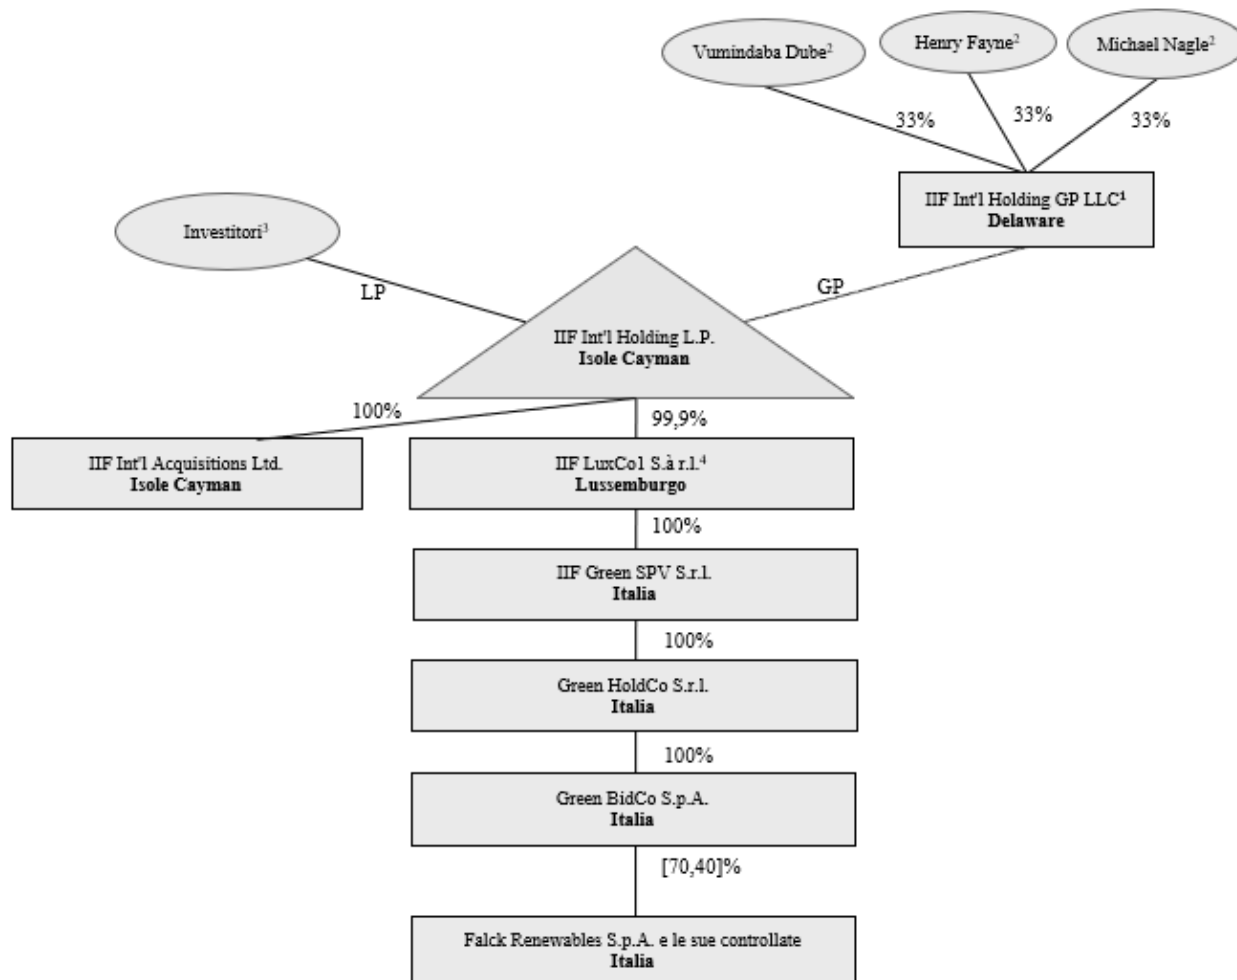 Vumindaba Dube²
Henry Fayne²
Michael Nagle²
33%
33%
33%
IIF Int'l Holding GP LLC¹
Delaware
Investitori³
LP
GP
IIF Int'l Holding L.P.
Isole Cayman
100%
99,9%
IIF Int'l Acquisitions Ltd.
Isole Cayman
IIF LuxCo1 S.à r.l.⁴
Lussemburgo
100%
IIF Green SPV S.r.l.
Italia
100%
Green HoldCo S.r.l.
Italia
100%
Green BidCo S.p.A.
Italia
[70,40]%
Falck Renewables S.p.A. e le sue controllate
Italia